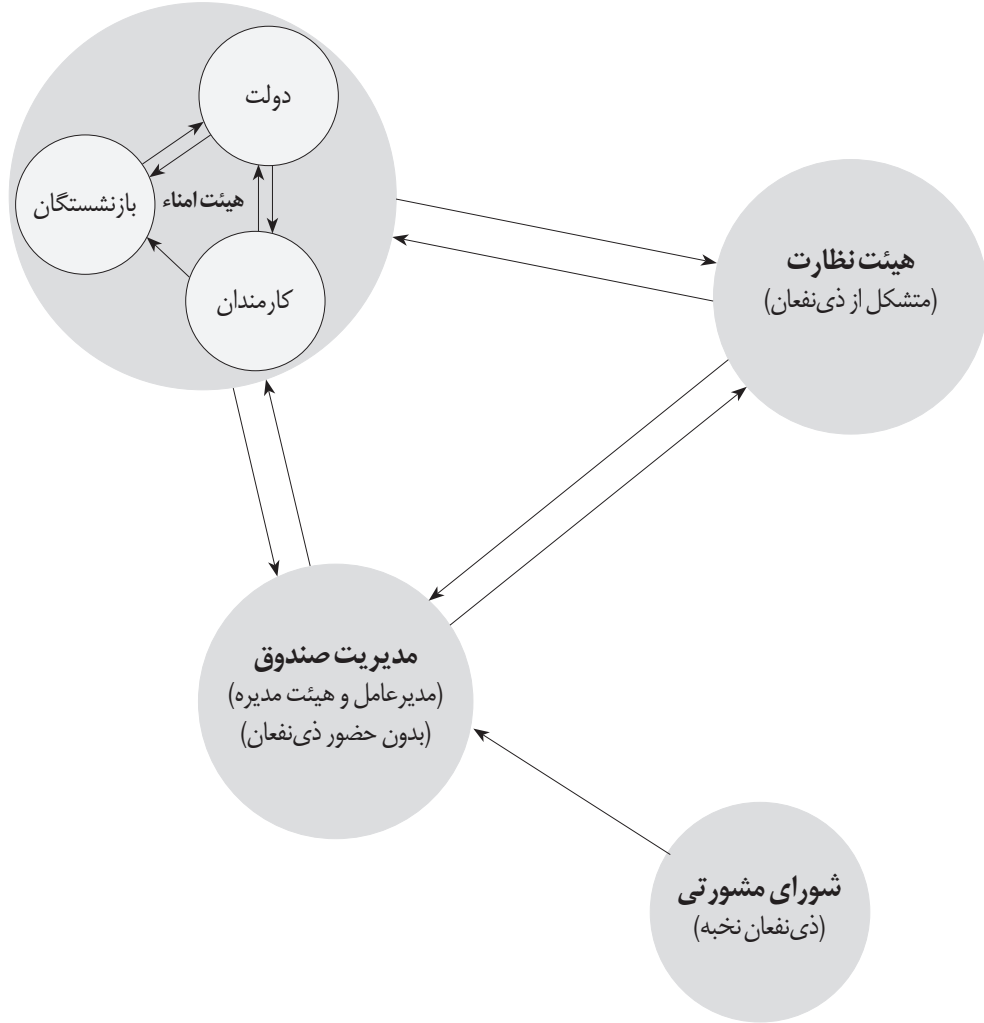 دولت
بازنشستگان
هیئت امناء
کارمندان
هیئت نظارت
(متشکل از ذی‌نفعان)
مدیریت صندوق
(مدیرعامل و هیئت مدیره)
(بدون حضور ذی‌نفعان)
شورای مشورتی
(ذی‌نفعان نخبه)